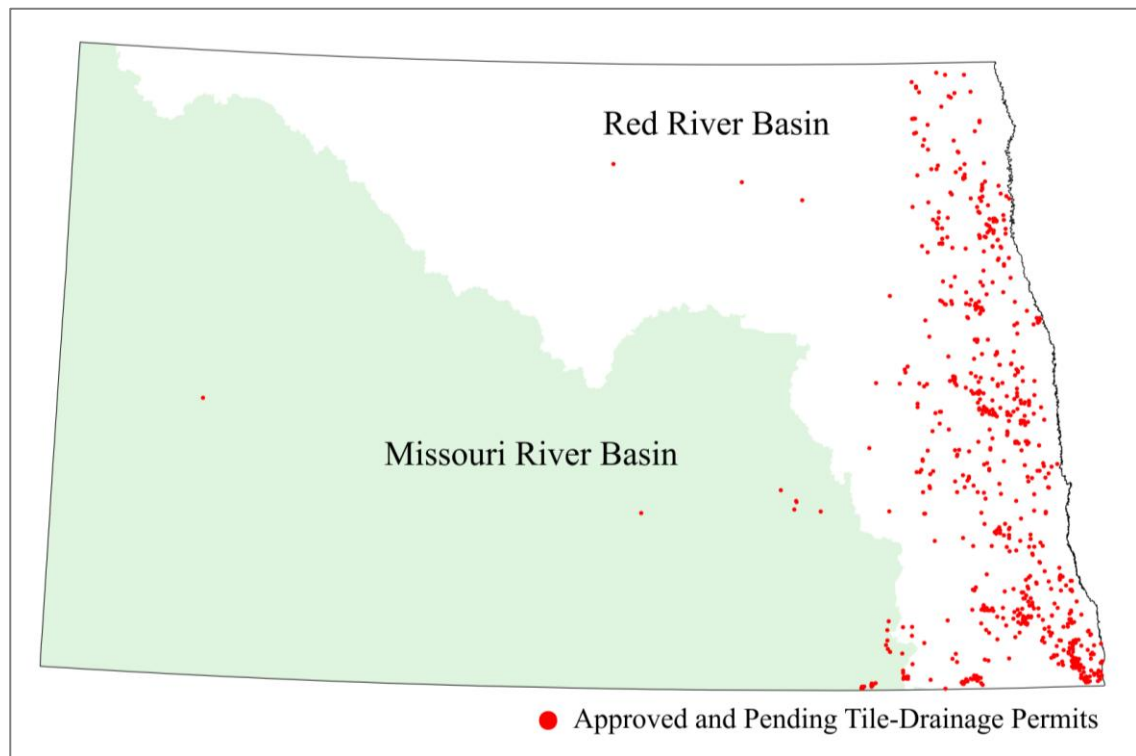 Red River Basin
Missouri River Basin
Approved and Pending Tile-Drainage Permits